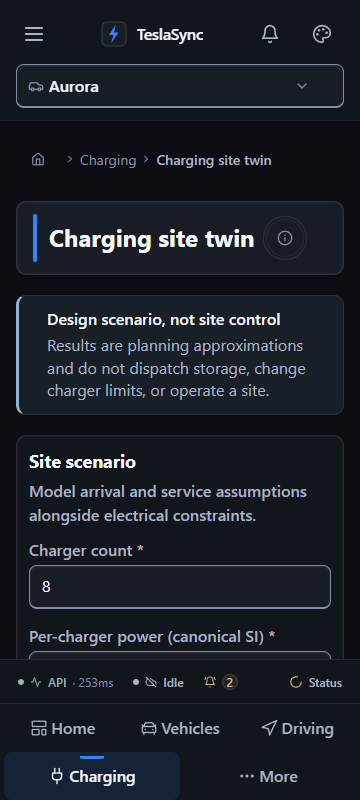 TeslaSync
Aurora
Charging
Charging site twin
Charging site twin
Design scenario, not site control
Results are planning approximations
and do not dispatch storage, change
charger limits, or operate a site.
Site scenario
Model arrival and service assumptions
alongside electrical constraints.
Charger count *
8
Per-charger power (canonical SI) *
API · 253ms Idle 2 Status
Home Vehicles Driving
Charging More